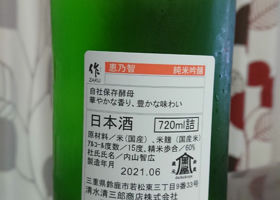 作
ZAKU
恵乃智
純米吟醸
自社保存酵母
華やかな香り、豊かな味わい
日本酒
720ml詰
原材料／米(国産)、米麹(国産米)
アルコール度数／15度、精米歩合／60%
杜氏氏名／内山智広
製造年月
2021.06
三重県鈴鹿市若松東三丁目9番33号
清水清三郎商店株式会社